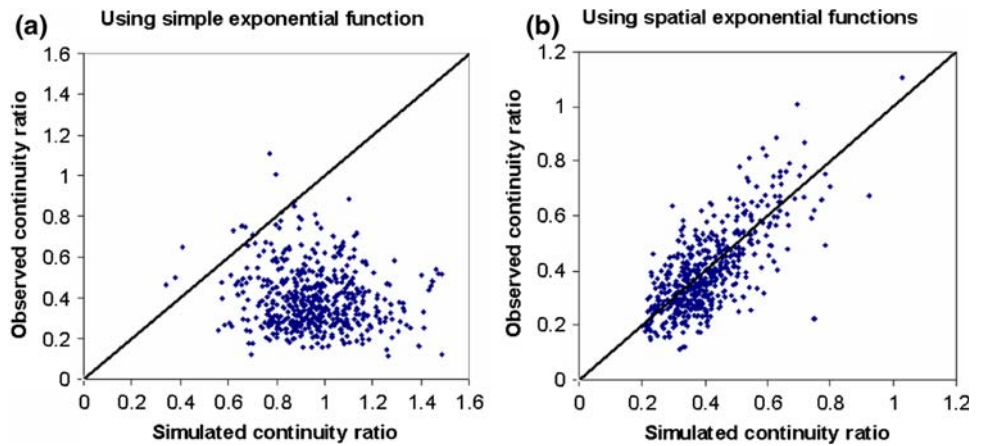 (a)
Using simple exponential function
1.6
1.4
1.2
1
0.8
0.6
0.4
0.2
0
Observed continuity ratio
0 0.2 0.4 0.6 0.8 1 1.2 1.4 1.6
Simulated continuity ratio
(b)
Using spatial exponential functions
1.2
1
0.8
0.6
0.4
0.2
0
Observed continuity ratio
0 0.2 0.4 0.6 0.8 1 1.2
Simulated continuity ratio